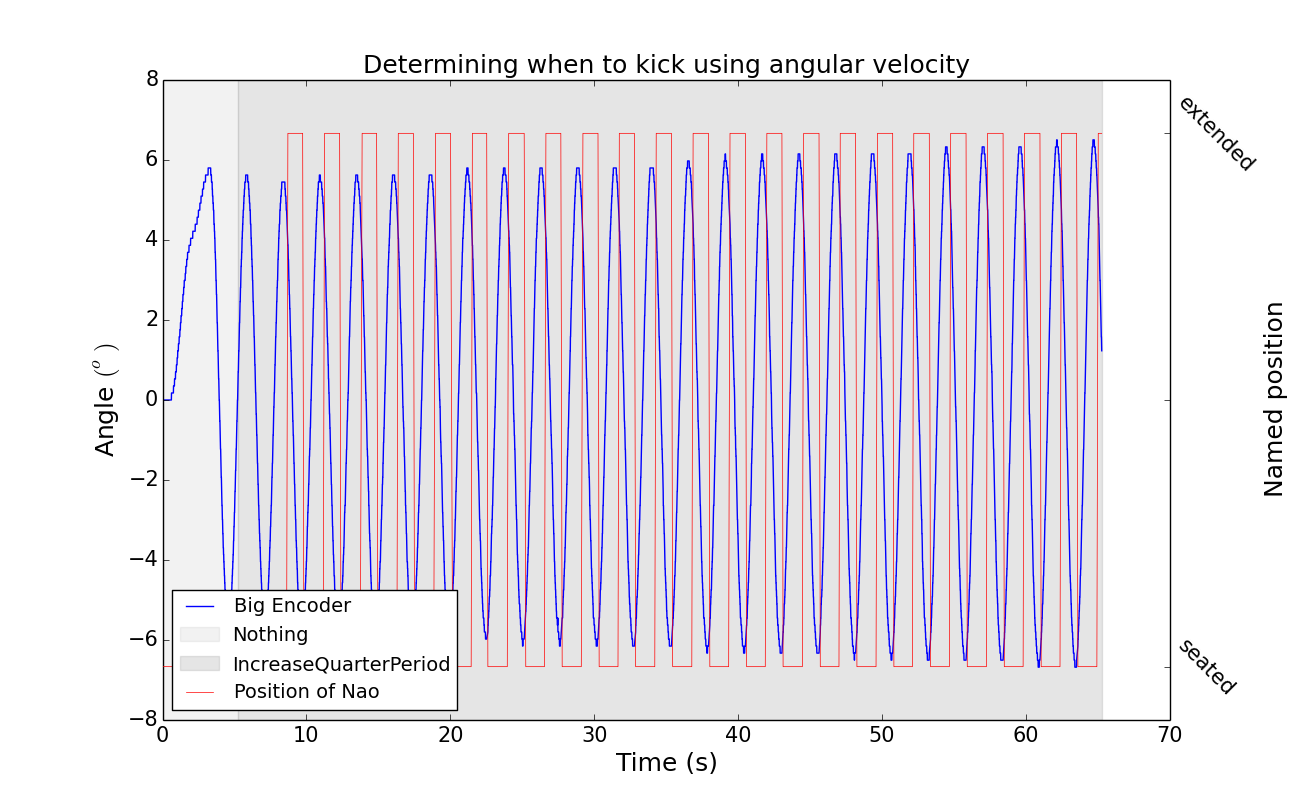 Determining when to kick using angular velocity
8
6
4
2
0
−2
−4
−6
−8
Angle (°)
extended
seated
Named position
Big Encoder
Nothing
IncreaseQuarterPeriod
Position of Nao
0 10 20 30 40 50 60 70
Time (s)